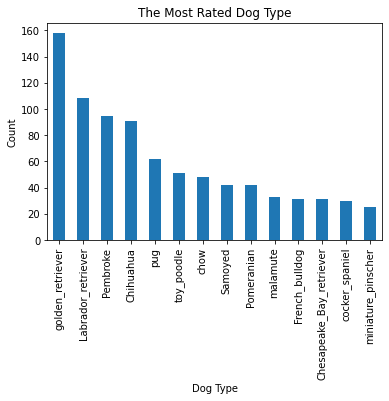 The Most Rated Dog Type
Count
160
140
120
100
80
60
40
20
0
golden_retriever
Labrador_retriever
Pembroke
Chihuahua
pug
toy_poodle
chow
Samoyed
Pomeranian
malamute
French_bulldog
Chesapeake_Bay_retriever
cocker_spaniel
miniature_pinscher
Dog Type